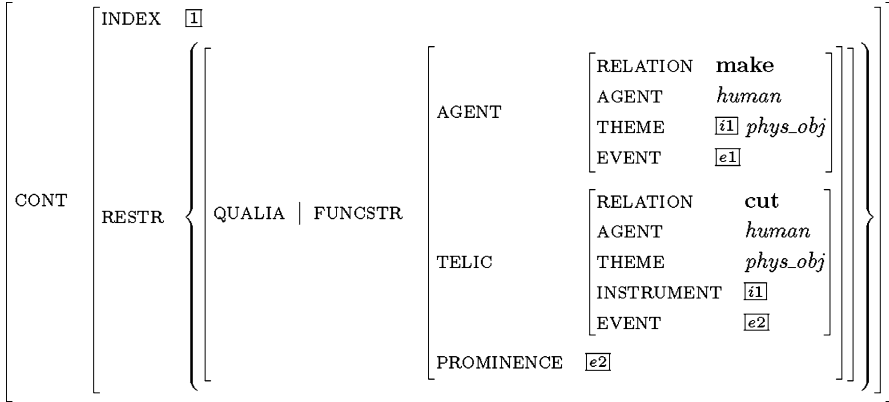 INDEX 1
RELATION make
AGENT human
AGENT
THEME i1 phys_obj
EVENT e1
CONT
RESTR
QUALIA | FUNCSTR
RELATION cut
AGENT human
TELIC
THEME phys_obj
INSTRUMENT i1
EVENT e2
PROMINENCE e2